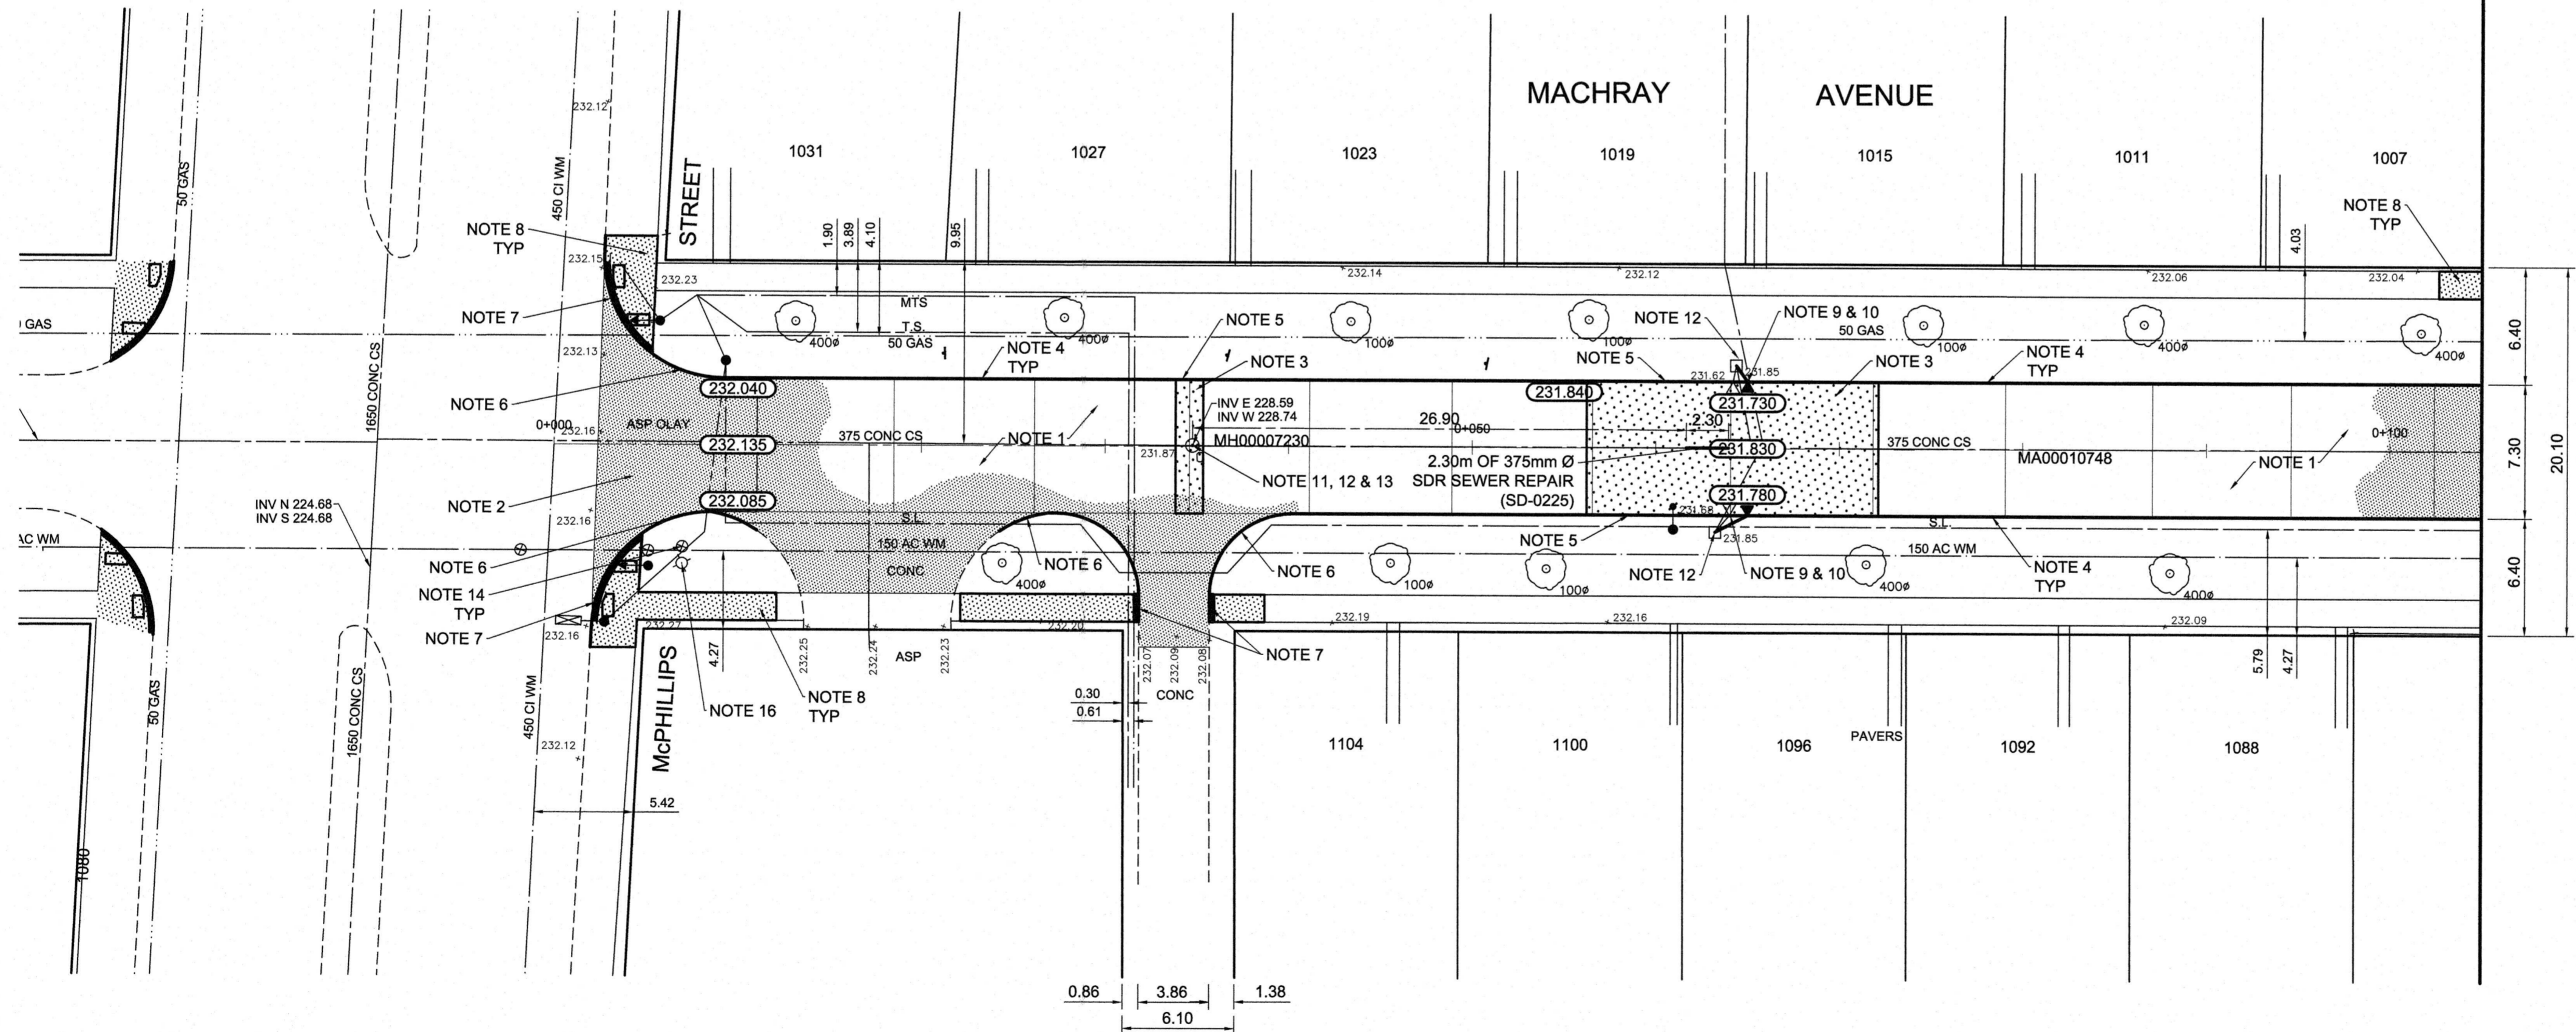 MACHRAY AVENUE
1031
1027
1023
1019
1015
1011
1007
STREET
50 GAS
450 CI WM
232.12
NOTE 8
TYP
232.15
232.23
1.90
3.89
4.10
9.95
232.14
232.12
232.06
232.04
NOTE 8
TYP
4.03
MTS
T.S.
50 GAS
400ø
400ø
100ø
100ø
100ø
400ø
400ø
GAS
NOTE 7
232.13
NOTE 4
TYP
NOTE 5
NOTE 3
NOTE 12
NOTE 9 & 10
50 GAS
NOTE 5
NOTE 3
NOTE 4
TYP
6.40
1650 CONC CS
NOTE 6
232.040
231.840
231.62
231.85
231.730
0+000
232.16
ASP OLAY
232.135
375 CONC CS
NOTE 1
INV E 228.59
INV W 228.74
MH00007230
231.87
26.90
0+050
2.30
231.830
375 CONC CS
MA00010748
0+100
NOTE 1
7.30
20.10
2.30m OF 375mm Ø
SDR SEWER REPAIR
(SD-0225)
NOTE 11, 12 & 13
INV N 224.68
INV S 224.68
NOTE 2
232.085
232.16
S.L.
231.780
231.68
S.L.
AC WM
150 AC WM
NOTE 5
231.85
150 AC WM
NOTE 6
CONC
NOTE 6
NOTE 6
NOTE 12
NOTE 9 & 10
NOTE 4
TYP
6.40
400ø
100ø
100ø
400ø
400ø
NOTE 14
TYP
NOTE 7
232.16
232.27
4.27
232.25
232.24
232.23
ASP
232.20
232.07
232.09
232.08
232.19
232.16
232.09
NOTE 7
5.79
4.27
McPHILLIPS
NOTE 16
NOTE 8
TYP
0.30
0.61
CONC
1650 CONC CS
50 GAS
450 CI WM
232.12
1104
1100
1096
PAVERS
1092
1088
5.42
1080
0.86
3.86
1.38
6.10